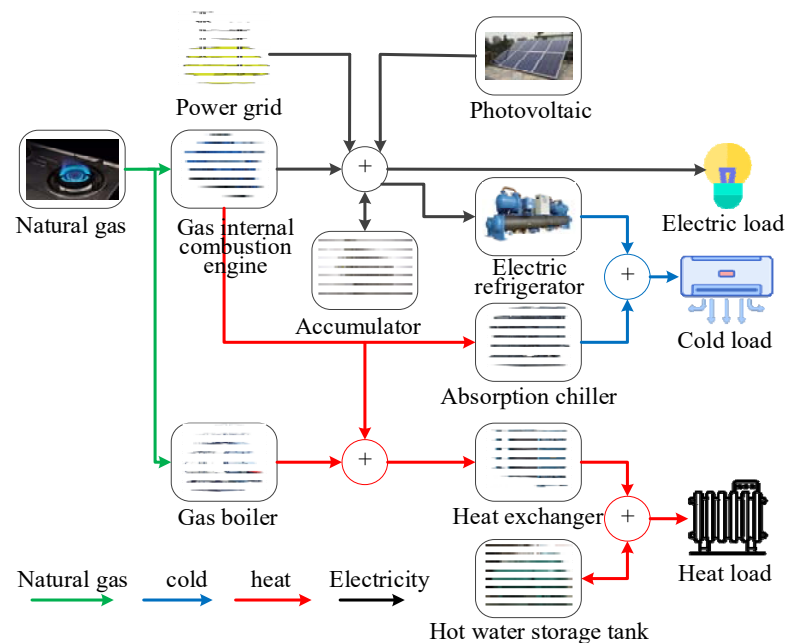 Power grid
Photovoltaic
+
Natural gas
Gas internal
combustion
engine
Electric load
Electric
refrigerator
+
Accumulator
Cold load
Absorption chiller
+
Gas boiler
Heat exchanger
+
Heat load
Natural gas
cold
heat
Electricity
Hot water storage tank